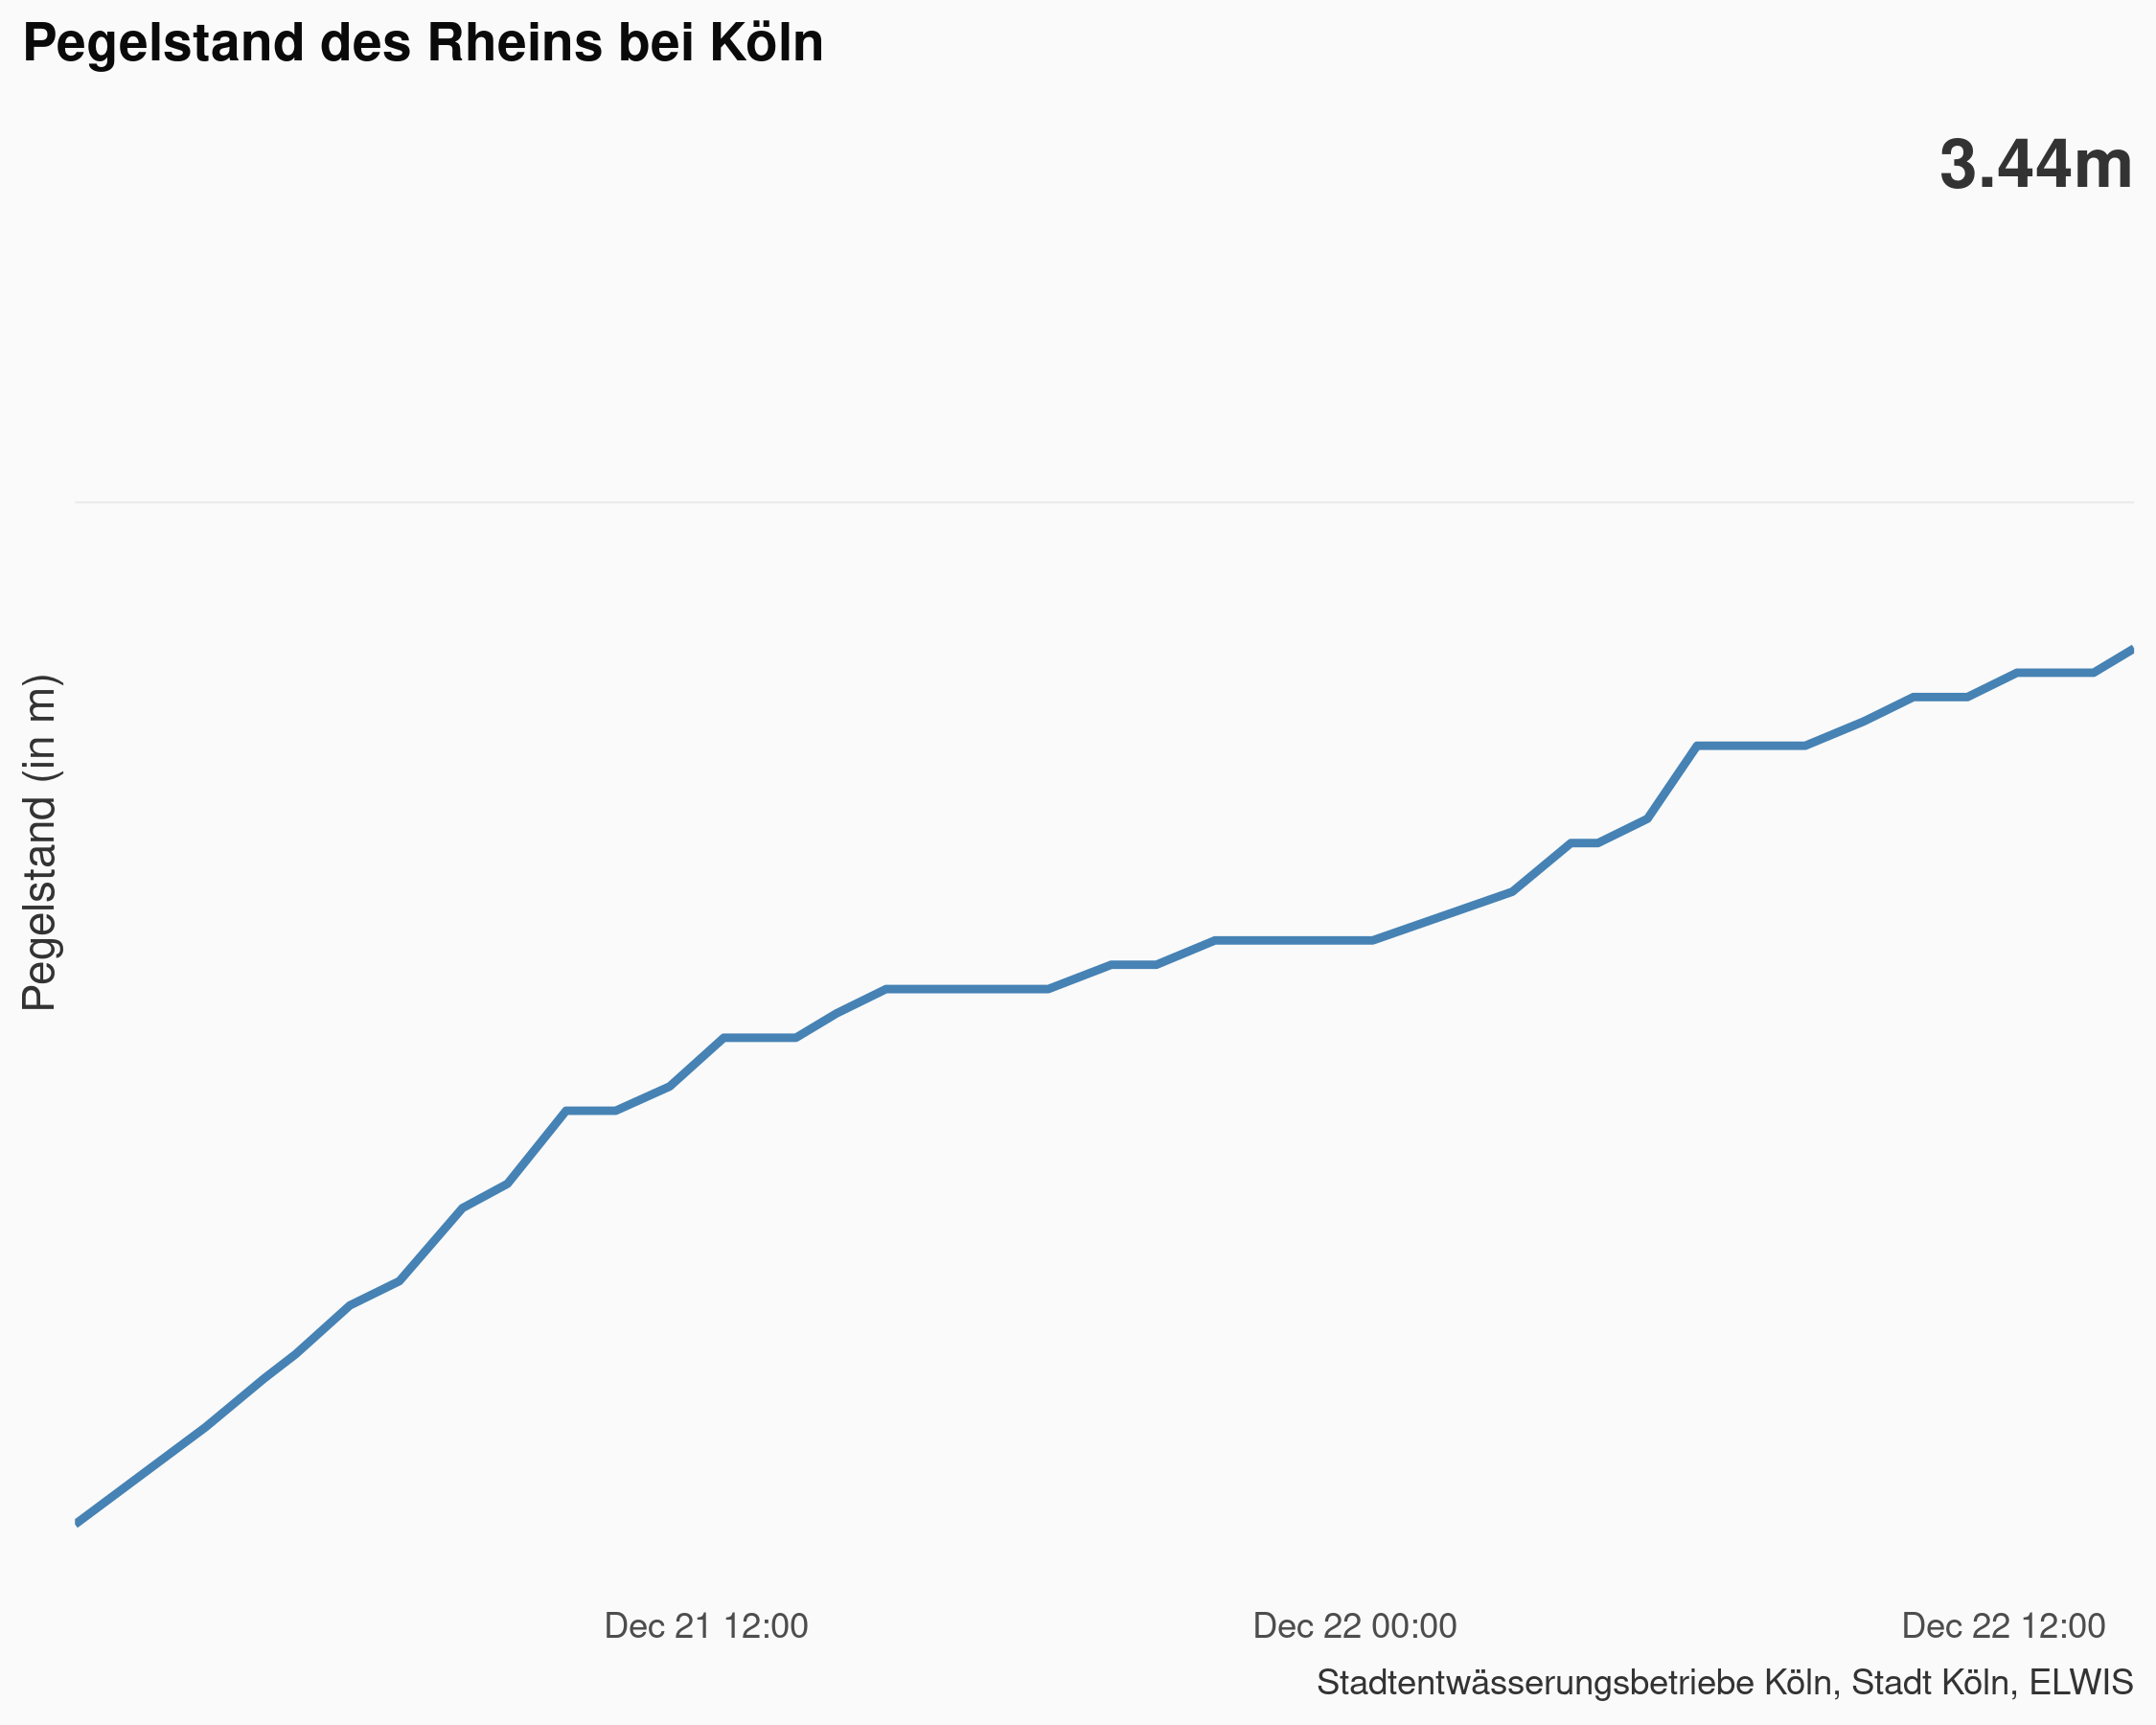 Pegelstand des Rheins bei Köln
3.44m
Pegelstand (in m)
Dec 21 12:00
Dec 22 00:00
Dec 22 12:00
Stadtentwässerungsbetriebe Köln, Stadt Köln, ELWIS